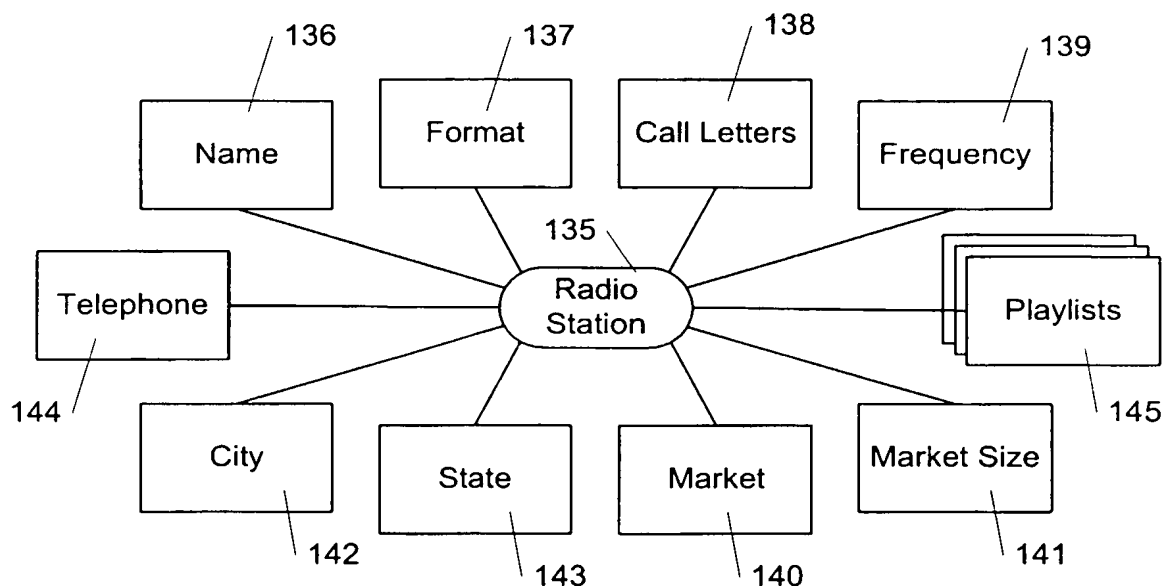 136
137
138
139
Name
Format
Call Letters
Frequency
135
Telephone
Radio
Station
Playlists
144
145
City
State
Market
Market Size
142
143
140
141